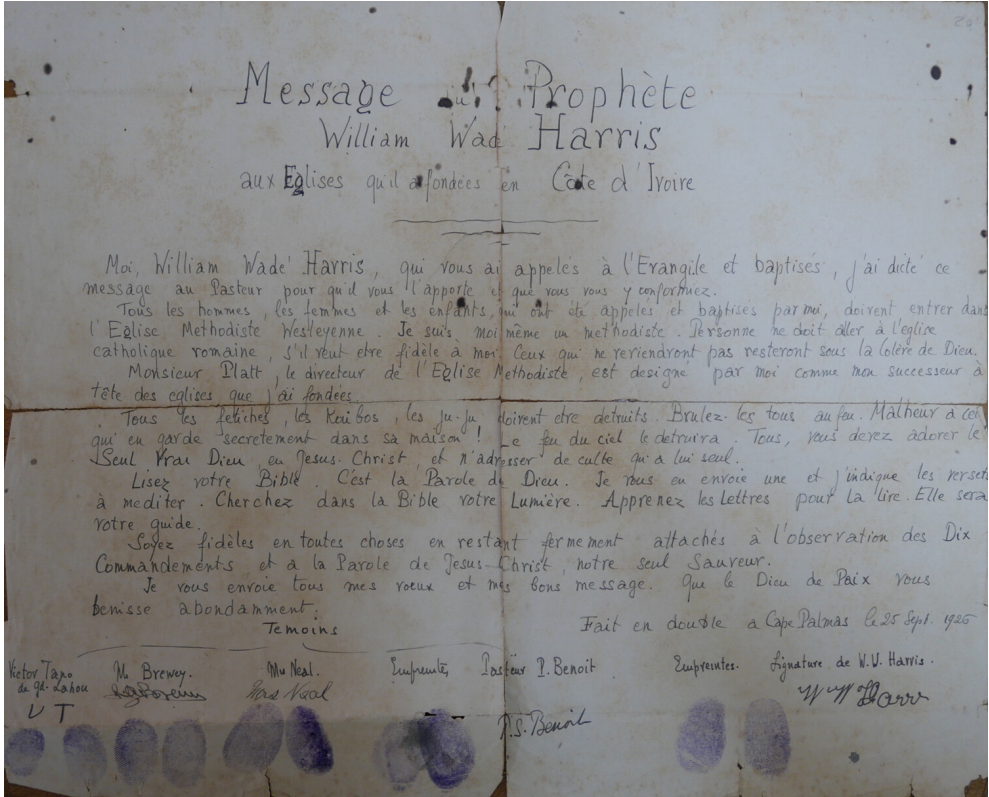 Message du Prophète
William Wadé Harris
aux Eglises qu'il a fondées en Côte d'Ivoire
Moi, William Wadé Harris, qui vous ai appelés à l'Evangile et baptisés, j'ai dicté ce
message au Pasteur pour qu'il vous l'apporte et que vous vous y conformiez.
Tous les hommes, les femmes et les enfants, qui ont été appelés et baptisés par moi, doivent entrer dans
l'Eglise Methodiste Wesleyenne. Je suis moi même un methodiste. Personne ne doit aller à l'église
catholique romaine, s'il veut etre fidèle à moi. Ceux qui ne reviendront pas resteront sous la Colère de Dieu.
Monsieur Platt, le directeur de l'Eglise Methodiste, est designé par moi comme mon successeur à
tête des eglises que j'ai fondées.
Tous les fetiches, les Koubos, les ju-ju doivent etre detruits. Brulez-les tous au feu. Malheur à celui
qui en garde secretement dans sa maison ! Le feu du ciel le detruira. Tous, vous devez adorer le
Seul Vrai Dieu, en Jesus-Christ, et n'adresser de culte qu'a lui seul.
Lisez votre Bible. C'est la Parole de Dieu. Je vous en envoie une et j'indique les versets
à mediter. Cherchez dans la Bible votre Lumière. Apprenez les Lettres pour la lire. Elle sera
votre guide.
Soyez fidèles en toutes choses en restant fermement attachés à l'observation des Dix
Commandements et a la Parole de Jesus-Christ, notre seul Sauveur.
Je vous envoie tous mes voeux et mes bons message. Que le Dieu de Paix vous
benisse abondamment.
Fait en double a Cape Palmas le 25 Sept. 1926
Temoins
Victor Tano
de Gd. Lahou
M. Brewey.
Mu Neal.
Empreintes
Pasteur P. Benoit
Empreintes.
Signature de W.V. Harris.
V T
Neal
P.S. Benoit
W W Harr